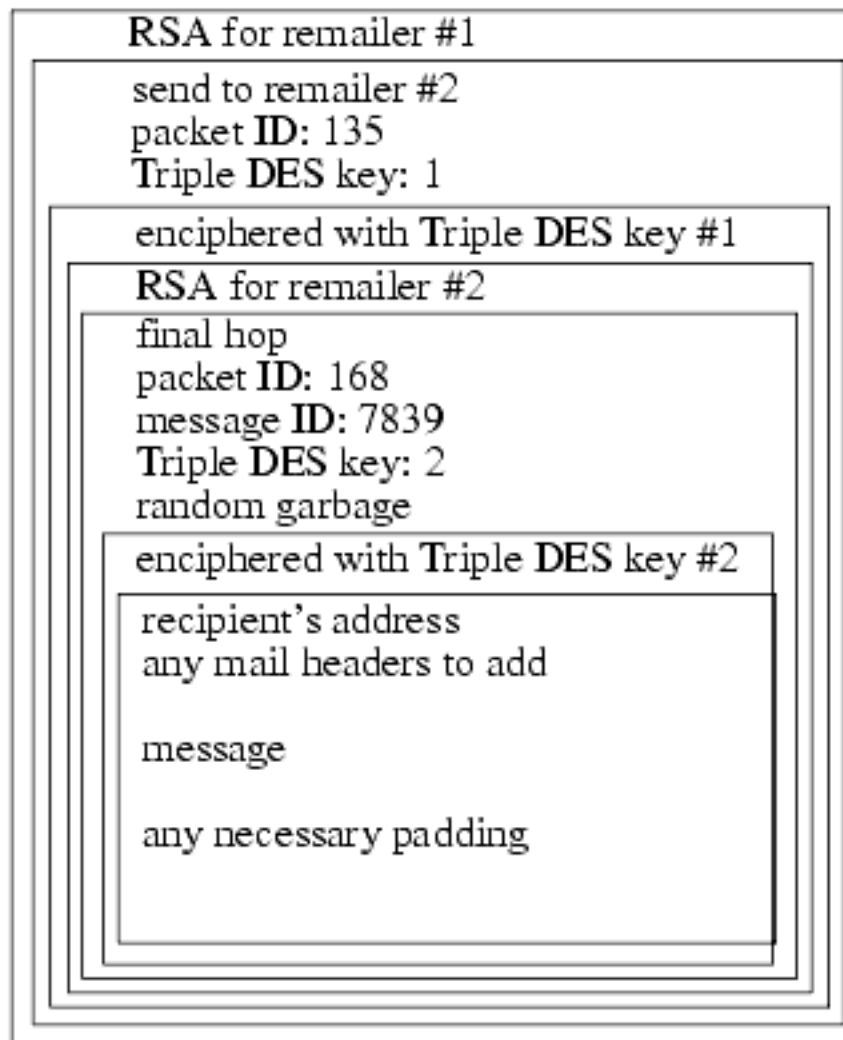 RSA for remailer #1
send to remailer #2
packet ID: 135
Triple DES key: 1
enciphered with Triple DES key #1
RSA for remailer #2
final hop
packet ID: 168
message ID: 7839
Triple DES key: 2
random garbage
enciphered with Triple DES key #2
recipient's address
any mail headers to add
message
any necessary padding